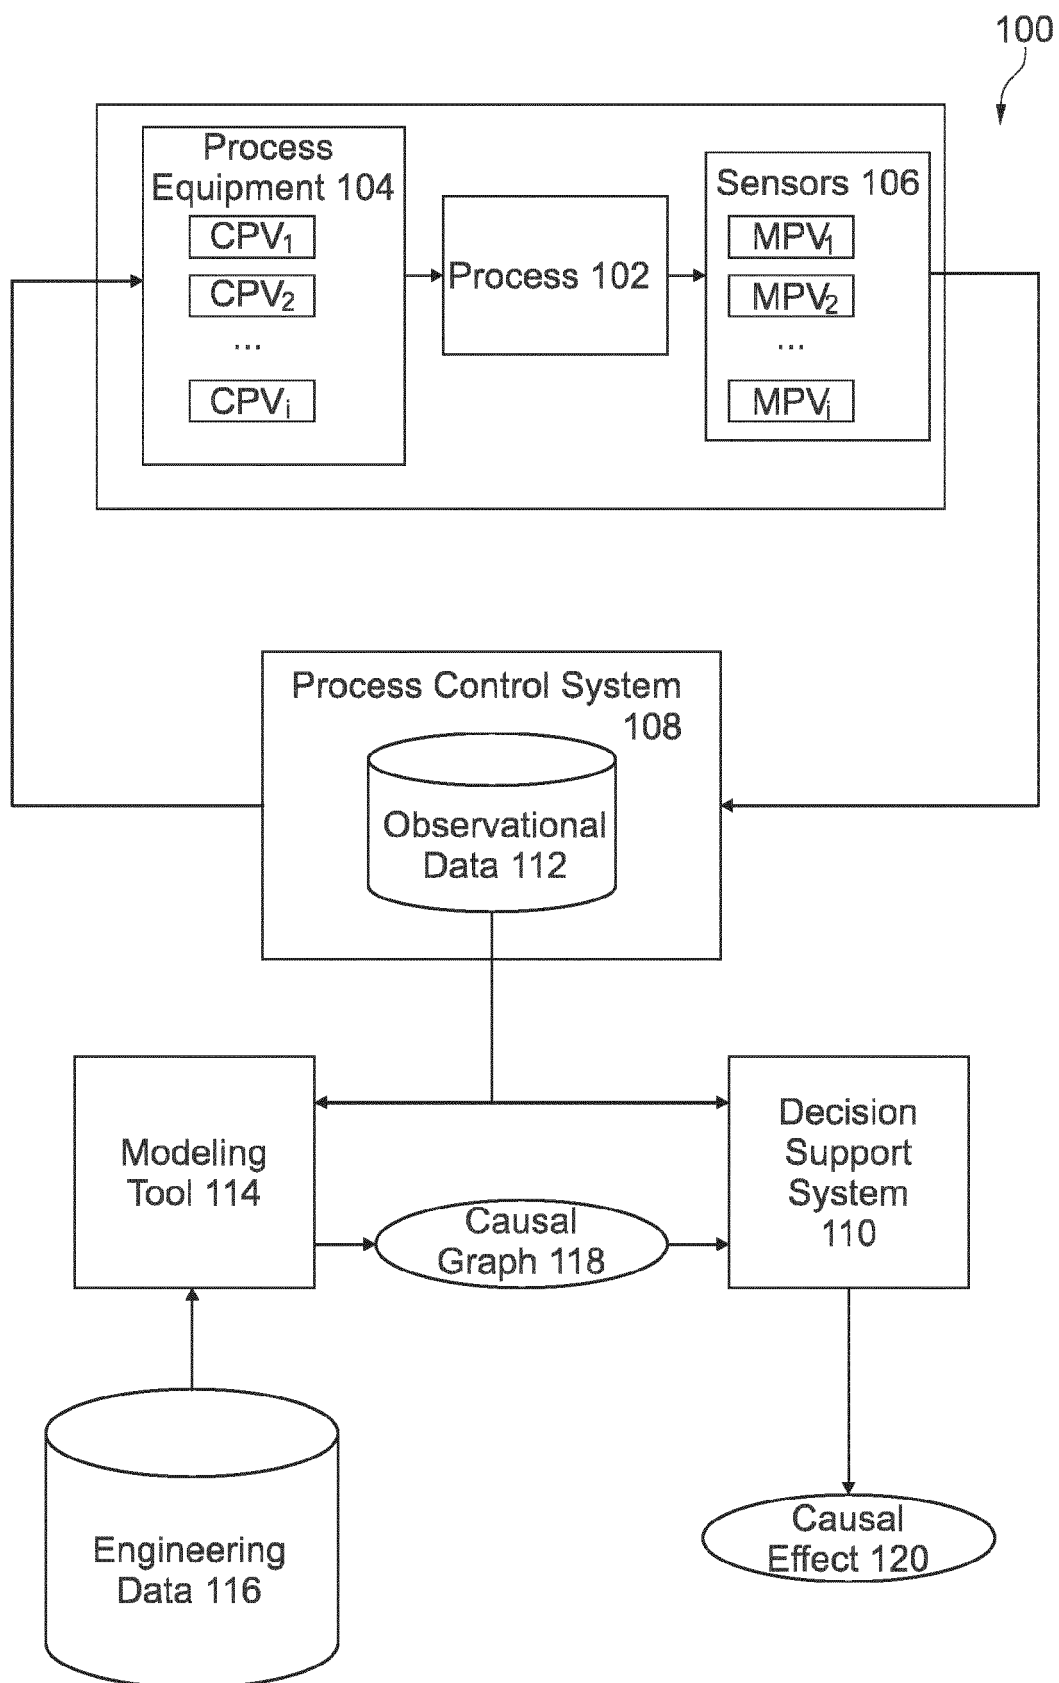 100
Process
Equipment 104
CPV₁
CPV₂
...
CPVᵢ
Process 102
Sensors 106
MPV₁
MPV₂
...
MPVᵢ
Process Control System
108
Observational
Data 112
Modeling
Tool 114
Causal
Graph 118
Decision
Support
System
110
Engineering
Data 116
Causal
Effect 120